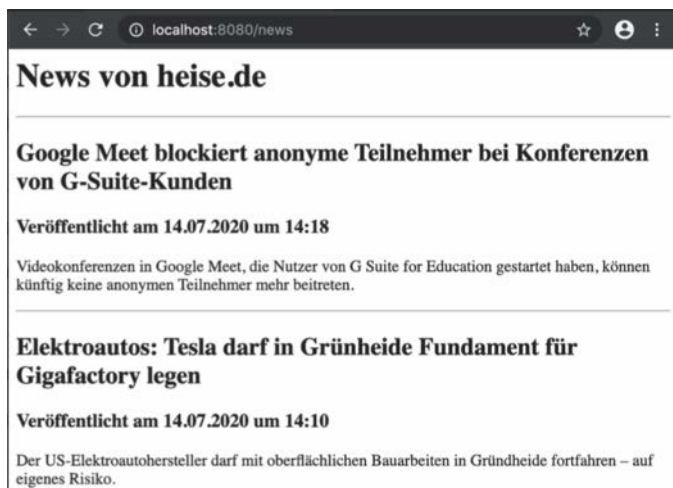 localhost:8080/news
News von heise.de
Google Meet blockiert anonyme Teilnehmer bei Konferenzen
von G-Suite-Kunden
Veröffentlicht am 14.07.2020 um 14:18
Videokonferenzen in Google Meet, die Nutzer von G Suite for Education gestartet haben, können
künftig keine anonymen Teilnehmer mehr beitreten.
Elektroautos: Tesla darf in Grünheide Fundament für
Gigafactory legen
Veröffentlicht am 14.07.2020 um 14:10
Der US-Elektroautohersteller darf mit oberflächlichen Bauarbeiten in Gründheide fortfahren – auf
eigenes Risiko.